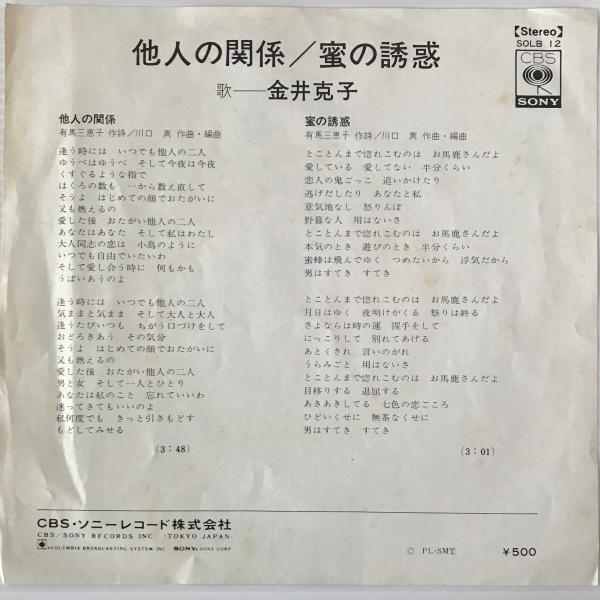 【Stereo】
SOLB 12
CBS
SONY
他人の関係／蜜の誘惑
歌──金井克子
他人の関係
有馬三恵子 作詩／川口　真 作曲・編曲
逢う時には　いつでも他人の二人
ゆうべはゆうべ　そして今夜は今夜
くすぐるような指で
ほくろの数も　一から数え直して
そうよ　はじめての顔でおたがいに
又も燃えるの
愛した後　おたがい他人の二人
あなたはあなた　そして私はわたし
大人同志の恋は　小鳥のように
いつでも自由でいたいわ
そして愛し合う時に　何もかも
うばいあうのよ
逢う時には　いつでも他人の二人
気ままと気まま　そして大人と大人
逢うたびいつも　ちがう口づけをして
おどろきあう　その気分
そうよ　はじめての顔でおたがいに
又も燃えるの
愛した後　おたがい他人の二人
男と女　そして一人とひとり
あなたは私のこと　忘れていいわ
迷ってきてもいいのよ
私何度でも　きっと引きもどす
もどしてみせる
(3：48)
蜜の誘惑
有馬三恵子 作詩／川口　真 作曲・編曲
とことんまで惚れこむのは　お馬鹿さんだよ
愛している　愛してない　半分くらい
恋人の鬼ごっこ　追いかけたり
逃げだしたり　あなたと私
意気地なし　怒りんぼ
野暮な人　用はないさ
とことんまで惚れこむのは　お馬鹿さんだよ
本気のとき　遊びのとき　半分くらい
蜜蜂は飛んでゆく　つめたいから　浮気だから
男はすてき　すてき
とことんまで惚れこむのは　お馬鹿さんだよ
月日はゆく　夜明けがくる　祭りは終る
さよならは時の運　握手をして
にっこりして　別れてあげる
あとくされ　言いのがれ
うらみごと　用はないさ
とことんまで惚れこむのは　お馬鹿さんだよ
目移りする　退屈する
あきあきしてる　七色の恋ごころ
ひどいくせに　無茶なくせに
男はすてき　すてき
(3：01)
CBS・ソニーレコード株式会社
CBS/SONY RECORDS INC. ·TOKYO JAPAN·
COLUMBIA BROADCASTING SYSTEM INC　SONY, SONY CORP
Ⓒ PL-SMT.
￥500